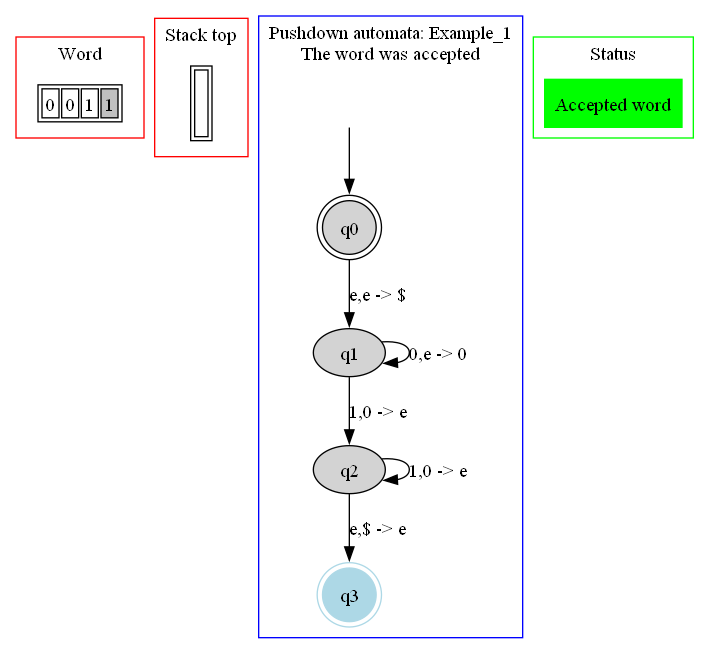 Word
0 0 1 1
Stack top
Pushdown automata: Example_1
The word was accepted
q0
e,e -> $
q1
0,e -> 0
1,0 -> e
q2
1,0 -> e
e,$ -> e
q3
Status
Accepted word